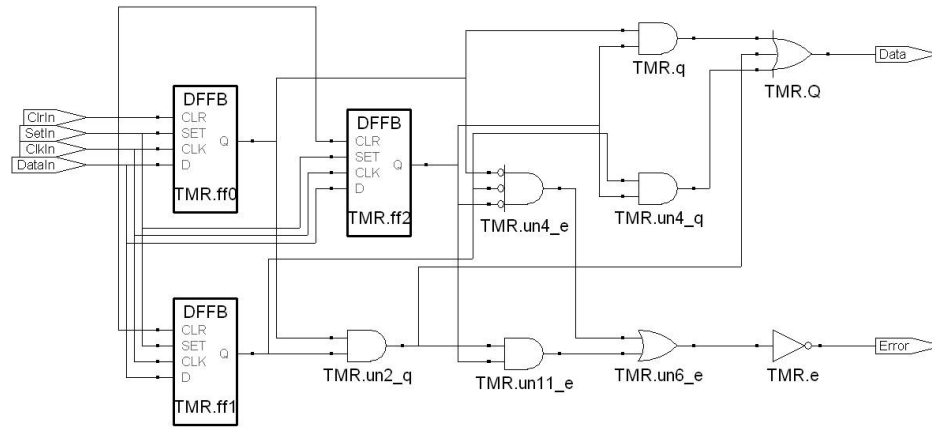 TMR.q
Data
TMR.Q
DFFB
CLR
SET
CLK
D
Q
TMR.ff0
ClrIn
SetIn
ClkIn
DataIn
DFFB
CLR
SET
CLK
D
Q
TMR.ff2
TMR.un4_e
TMR.un4_q
DFFB
CLR
SET
CLK
D
Q
TMR.ff1
TMR.un2_q
TMR.un11_e
TMR.un6_e
TMR.e
Error